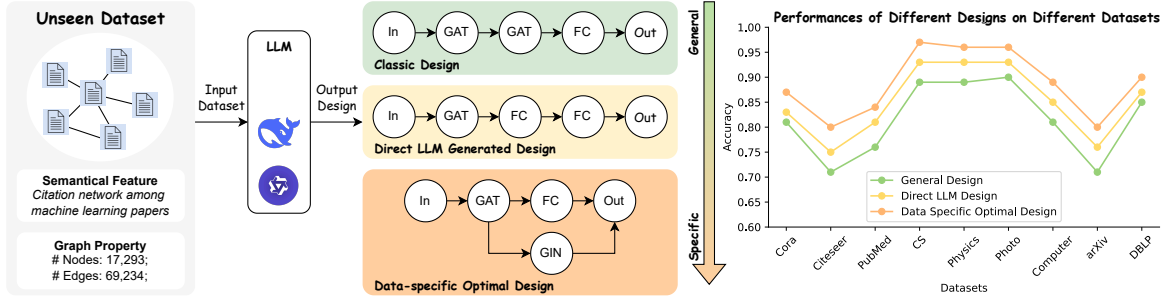 Unseen Dataset
Semantical Feature
Citation network among
machine learning papers
Graph Property
# Nodes: 17,293;
# Edges: 69,234;
Input
Dataset
LLM
Output
Design
In
GAT
GAT
FC
Out
Classic Design
In
GAT
FC
FC
Out
Direct LLM Generated Design
In
GAT
FC
Out
GIN
Data-specific Optimal Design
General
Specific
Performances of Different Designs on Different Datasets
Accuracy
1.00
0.95
0.90
0.85
0.80
0.75
0.70
0.65
0.60
General Design
Direct LLM Design
Data Specific Optimal Design
Cora
Citeseer
PubMed
CS
Physics
Photo
Computer
arXiv
DBLP
Datasets